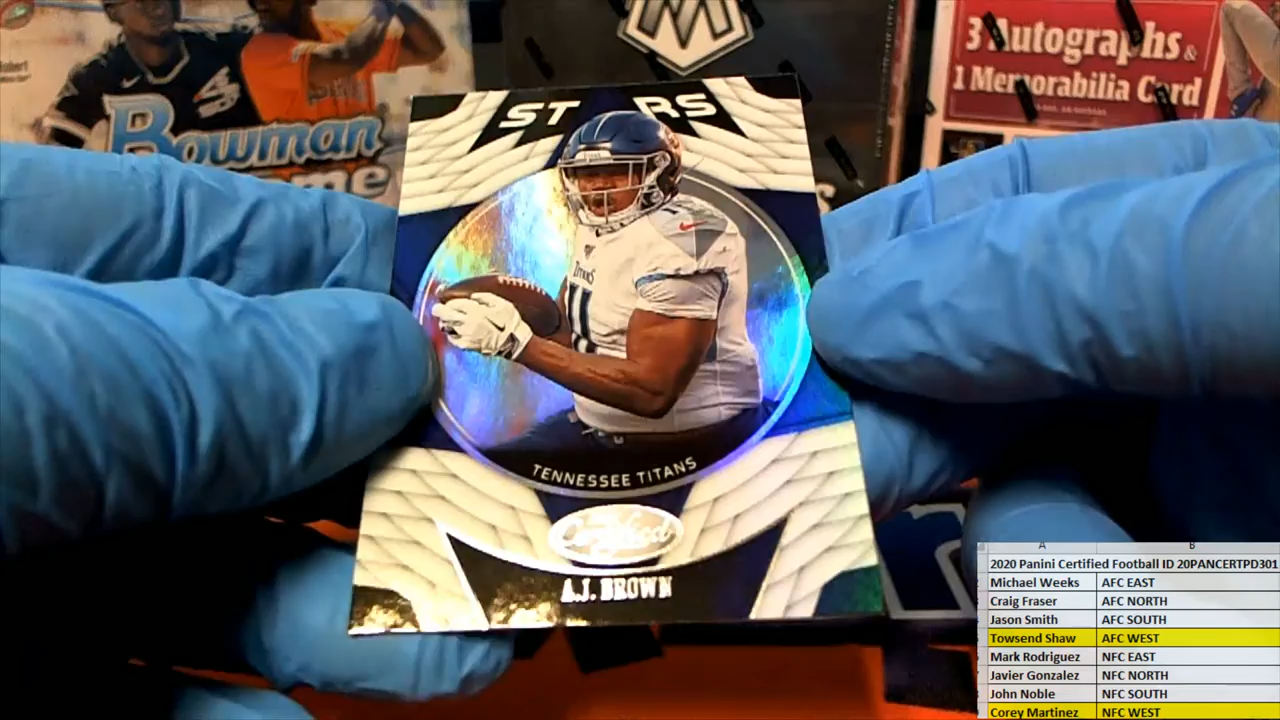 Bowman
3 Autographs &
1 Memorabilia Card
STARS
TITANS
11
TENNESSEE TITANS
Certified
A.J. BROWN
A B
2020 Panini Certified Football ID 20PANCERTPD301
Michael Weeks AFC EAST
Craig Fraser AFC NORTH
Jason Smith AFC SOUTH
Towsend Shaw AFC WEST
Mark Rodriguez NFC EAST
Javier Gonzalez NFC NORTH
John Noble NFC SOUTH
Corey Martinez NFC WEST